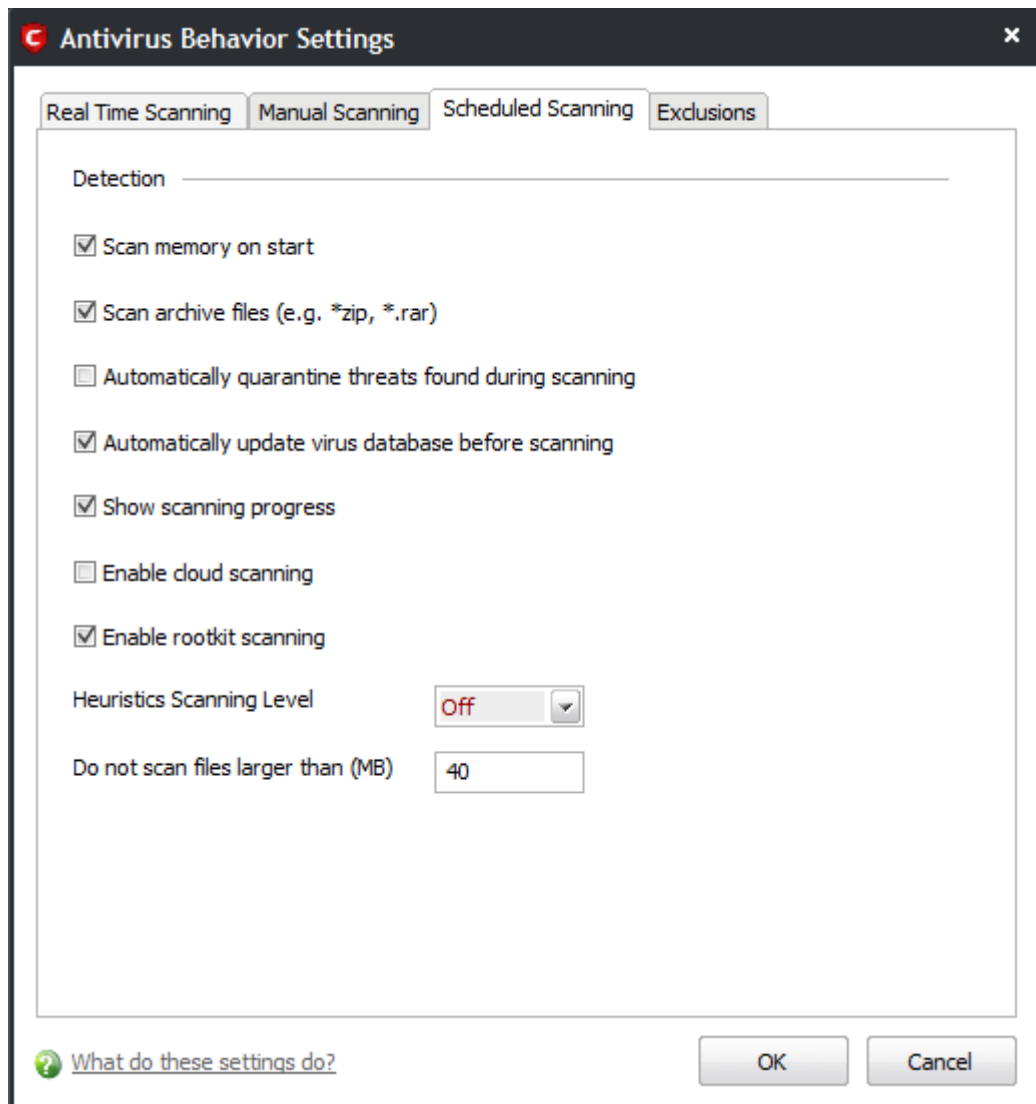 Antivirus Behavior Settings
Real Time Scanning
Manual Scanning
Scheduled Scanning
Exclusions
Detection
Scan memory on start
Scan archive files (e.g. *zip, *.rar)
Automatically quarantine threats found during scanning
Automatically update virus database before scanning
Show scanning progress
Enable cloud scanning
Enable rootkit scanning
Heuristics Scanning Level
Off
Do not scan files larger than (MB)
40
What do these settings do?
OK
Cancel